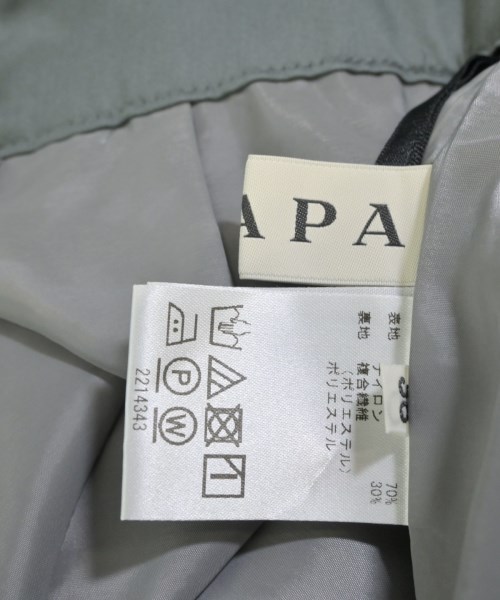 APA
表地 ナイロン 70%
複合繊維 30%
(ポリエステル)
裏地 ポリエステル
P W
2214343